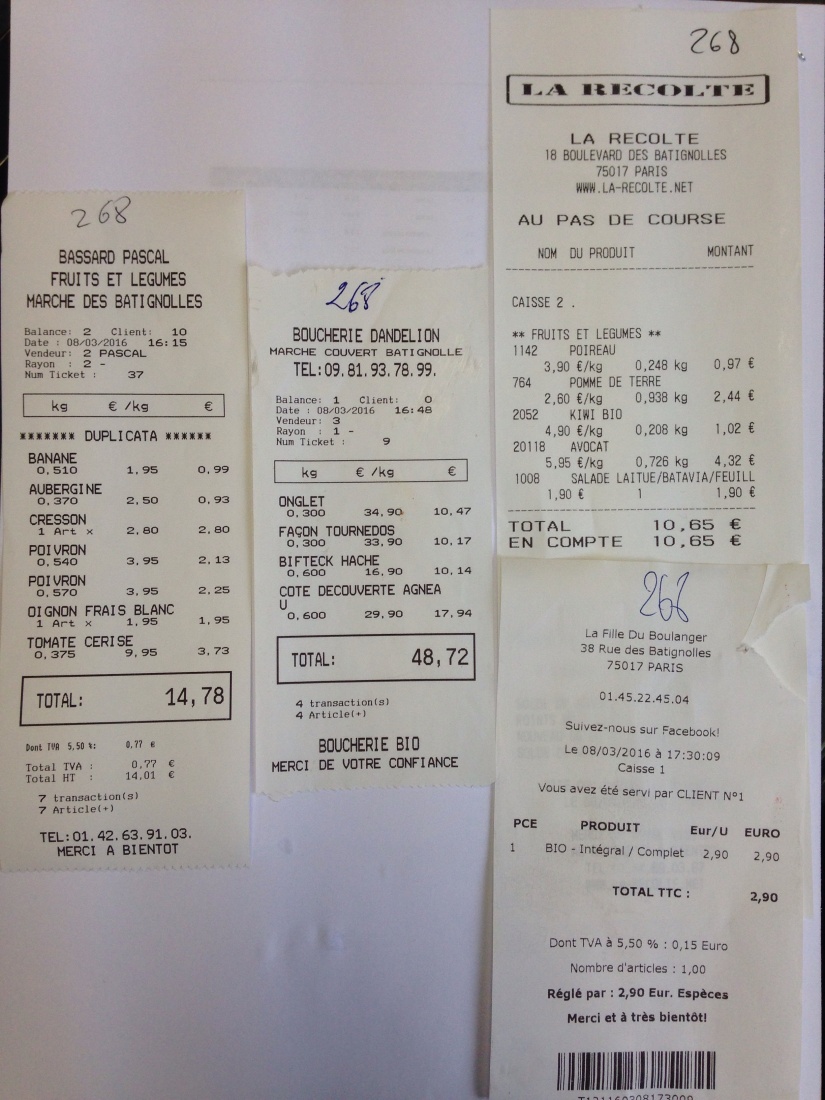 268
BASSARD PASCAL
FRUITS ET LEGUMES
MARCHE DES BATIGNOLLES
Balance: 2 Client: 10
Date : 08/03/2016 16:15
Vendeur: 2 PASCAL
Rayon : 2 -
Num Ticket : 37
kg € /kg €
******* DUPLICATA ******
BANANE
0,510 1,95 0,99
AUBERGINE
0,370 2,50 0,93
CRESSON
1 Art x 2,80 2,80
POIVRON
0,540 3,95 2,13
POIVRON
0,570 3,95 2,25
OIGNON FRAIS BLANC
1 Art x 1,95 1,95
TOMATE CERISE
0,375 9,95 3,73
TOTAL: 14,78
Dont TVA 5,50 %: 0,77 €
Total TVA : 0,77 €
Total HT : 14,01 €
7 transaction(s)
7 Article(+)
TEL:01.42.63.91.03.
MERCI A BIENTOT
268
BOUCHERIE DANDELION
MARCHE COUVERT BATIGNOLLE
TEL:09.81.93.78.99.
Balance: 1 Client: 0
Date : 08/03/2016 16:48
Vendeur: 3
Rayon : 1 -
Num Ticket : 9
kg € /kg €
ONGLET
0,300 34,90 10,47
FAÇON TOURNEDOS
0,300 33,90 10,17
BIFTECK HACHE
0,600 16,90 10,14
COTE DECOUVERTE AGNEA
U
0,600 29,90 17,94
TOTAL: 48,72
4 transaction(s)
4 Article(+)
BOUCHERIE BIO
MERCI DE VOTRE CONFIANCE
268
LA RECOLTE
LA RECOLTE
18 BOULEVARD DES BATIGNOLLES
75017 PARIS
WWW.LA-RECOLTE.NET
AU PAS DE COURSE
NOM DU PRODUIT MONTANT
CAISSE 2 .
** FRUITS ET LEGUMES **
1142 POIREAU
3,90 €/kg 0,248 kg 0,97 €
764 POMME DE TERRE
2,60 €/kg 0,938 kg 2,44 €
2052 KIWI BIO
4,90 €/kg 0,208 kg 1,02 €
20118 AVOCAT
5,95 €/kg 0,726 kg 4,32 €
1008 SALADE LAITUE/BATAVIA/FEUILL
1,90 € 1 1,90 €
TOTAL 10,65 €
EN COMPTE 10,65 €
268
La Fille Du Boulanger
38 Rue des Batignolles
75017 PARIS
01.45.22.45.04
Suivez-nous sur Facebook!
Le 08/03/2016 à 17:30:09
Caisse 1
Vous avez été servi par CLIENT N°1
PCE PRODUIT Eur/U EURO
1 BIO - Intégral / Complet 2,90 2,90
TOTAL TTC : 2,90
Dont TVA à 5,50 % : 0,15 Euro
Nombre d'articles : 1,00
Réglé par : 2,90 Eur. Espèces
Merci et à très bientôt!